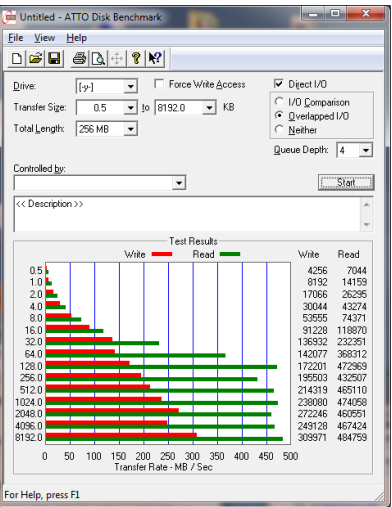 Untitled - ATTO Disk Benchmark
File View Help
Drive: [-y-] Force Write Access Direct I/O
Transfer Size: 0.5 to 8192.0 KB I/O Comparison
Overlapped I/O
Total Length: 256 MB Neither
Queue Depth: 4
Controlled by:
Start
<< Description >>
Test Results
Write Read Write Read
0.5 4256 7044
1.0 8192 14159
2.0 17066 26295
4.0 30044 43274
8.0 53555 74371
16.0 91228 118870
32.0 136932 232351
64.0 142077 368312
128.0 172201 472969
256.0 195503 432507
512.0 214319 465110
1024.0 238080 474058
2048.0 272246 460551
4096.0 249128 467424
8192.0 309971 484759
0 50 100 150 200 250 300 350 400 450 500
Transfer Rate - MB / Sec
For Help, press F1